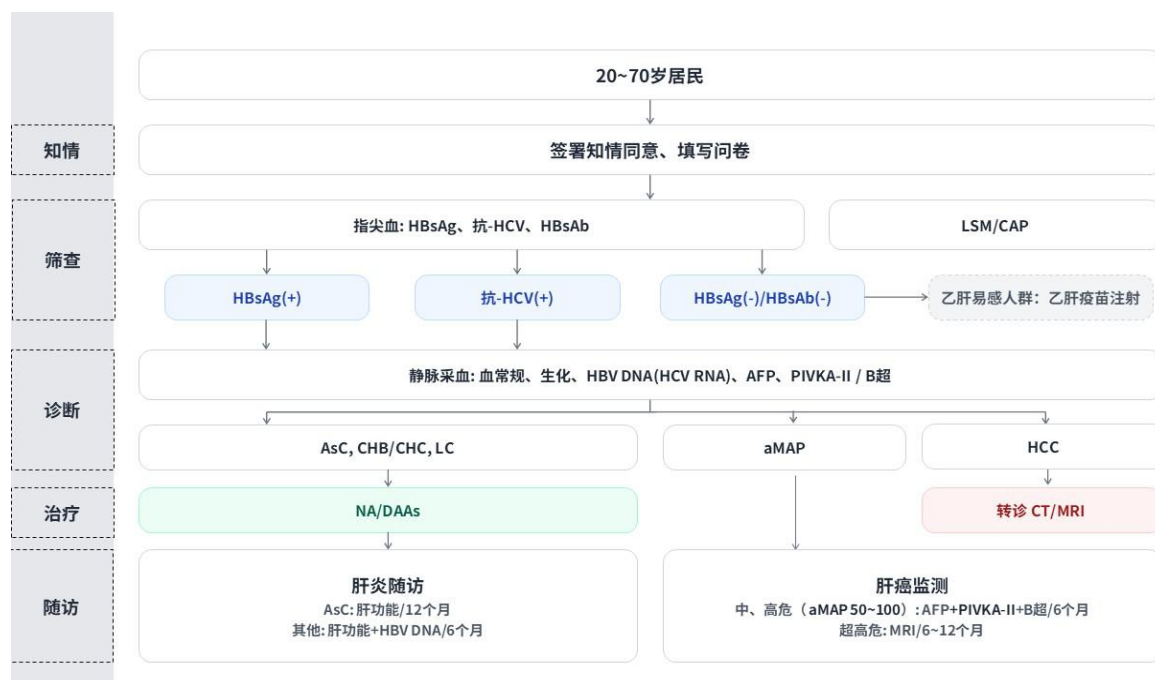 20~70岁居民
知情
签署知情同意、填写问卷
筛查
指尖血: HBsAg、抗-HCV、HBsAb
LSM/CAP
HBsAg(+)
抗-HCV(+)
HBsAg(-)/HBsAb(-)
乙肝易感人群：乙肝疫苗注射
诊断
静脉采血: 血常规、生化、HBV DNA(HCV RNA)、AFP、PIVKA-II / B超
AsC, CHB/CHC, LC
aMAP
HCC
治疗
NA/DAAs
转诊 CT/MRI
随访
肝炎随访
AsC: 肝功能/12个月
其他: 肝功能+HBV DNA/6个月
肝癌监测
中、高危（aMAP 50~100）: AFP+PIVKA-II+B超/6个月
超高危: MRI/6~12个月